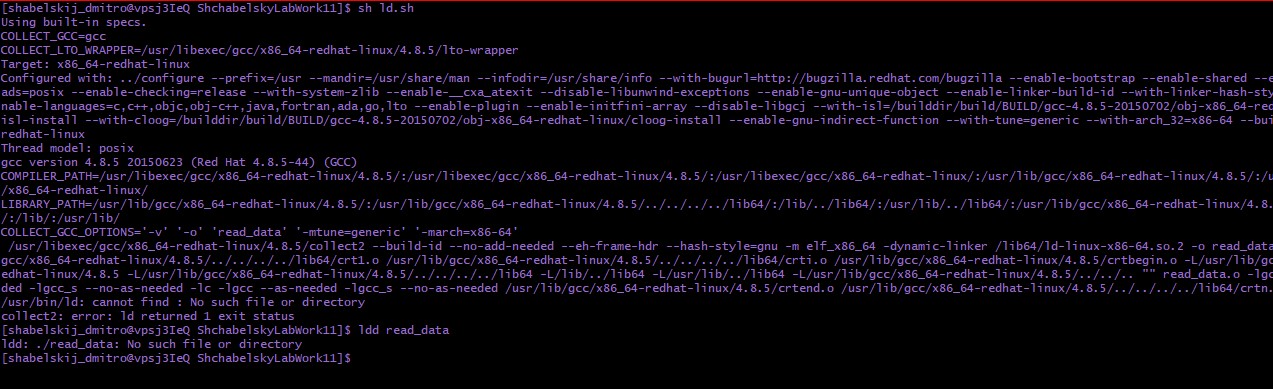 [shabelskij_dmitro@vpsj3IeQ ShchabelskyLabWork11]$ sh ld.sh
Using built-in specs.
COLLECT_GCC=gcc
COLLECT_LTO_WRAPPER=/usr/libexec/gcc/x86_64-redhat-linux/4.8.5/lto-wrapper
Target: x86_64-redhat-linux
Configured with: ../configure --prefix=/usr --mandir=/usr/share/man --infodir=/usr/share/info --with-bugurl=http://bugzilla.redhat.com/bugzilla --enable-bootstrap --enable-shared --e
ads=posix --enable-checking=release --with-system-zlib --enable-__cxa_atexit --disable-libunwind-exceptions --enable-gnu-unique-object --enable-linker-build-id --with-linker-hash-sty
nable-languages=c,c++,objc,obj-c++,java,fortran,ada,go,lto --enable-plugin --enable-initfini-array --disable-libgcj --with-isl=/builddir/build/BUILD/gcc-4.8.5-20150702/obj-x86_64-red
isl-install --with-cloog=/builddir/build/BUILD/gcc-4.8.5-20150702/obj-x86_64-redhat-linux/cloog-install --enable-gnu-indirect-function --with-tune=generic --with-arch_32=x86-64 --bui
redhat-linux
Thread model: posix
gcc version 4.8.5 20150623 (Red Hat 4.8.5-44) (GCC)
COMPILER_PATH=/usr/libexec/gcc/x86_64-redhat-linux/4.8.5/:/usr/libexec/gcc/x86_64-redhat-linux/4.8.5/:/usr/libexec/gcc/x86_64-redhat-linux/:/usr/lib/gcc/x86_64-redhat-linux/4.8.5/:/u
/x86_64-redhat-linux/
LIBRARY_PATH=/usr/lib/gcc/x86_64-redhat-linux/4.8.5/:/usr/lib/gcc/x86_64-redhat-linux/4.8.5/../../../../lib64/:/lib/../lib64/:/usr/lib/../lib64/:/usr/lib/gcc/x86_64-redhat-linux/4.8.
/:/lib/:/usr/lib/
COLLECT_GCC_OPTIONS='-v' '-o' 'read_data' '-mtune=generic' '-march=x86-64'
/usr/libexec/gcc/x86_64-redhat-linux/4.8.5/collect2 --build-id --no-add-needed --eh-frame-hdr --hash-style=gnu -m elf_x86_64 -dynamic-linker /lib64/ld-linux-x86-64.so.2 -o read_data
gcc/x86_64-redhat-linux/4.8.5/../../../../lib64/crt1.o /usr/lib/gcc/x86_64-redhat-linux/4.8.5/../../../../lib64/crti.o /usr/lib/gcc/x86_64-redhat-linux/4.8.5/crtbegin.o -L/usr/lib/gc
edhat-linux/4.8.5 -L/usr/lib/gcc/x86_64-redhat-linux/4.8.5/../../../../lib64 -L/lib/../lib64 -L/usr/lib/../lib64 -L/usr/lib/gcc/x86_64-redhat-linux/4.8.5/../../.. "" read_data.o -lgc
ded -lgcc_s --no-as-needed -lc -lgcc --as-needed -lgcc_s --no-as-needed /usr/lib/gcc/x86_64-redhat-linux/4.8.5/crtend.o /usr/lib/gcc/x86_64-redhat-linux/4.8.5/../../../../lib64/crtn.
/usr/bin/ld: cannot find : No such file or directory
collect2: error: ld returned 1 exit status
[shabelskij_dmitro@vpsj3IeQ ShchabelskyLabWork11]$ ldd read_data
ldd: ./read_data: No such file or directory
[shabelskij_dmitro@vpsj3IeQ ShchabelskyLabWork11]$